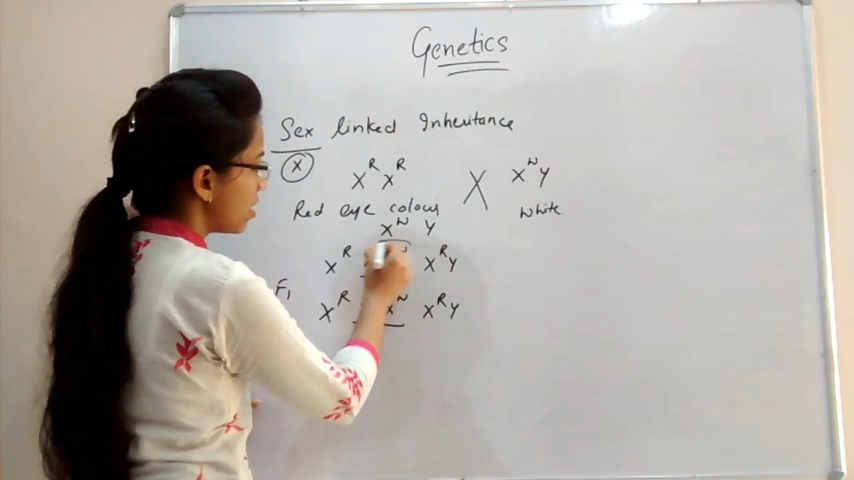 Genetics
Sex linked Inheritance
X
X^R X^R X X^W Y
Red eye colour White
X^W Y
X^R X^R Y
F1
X^R X^W X^R Y